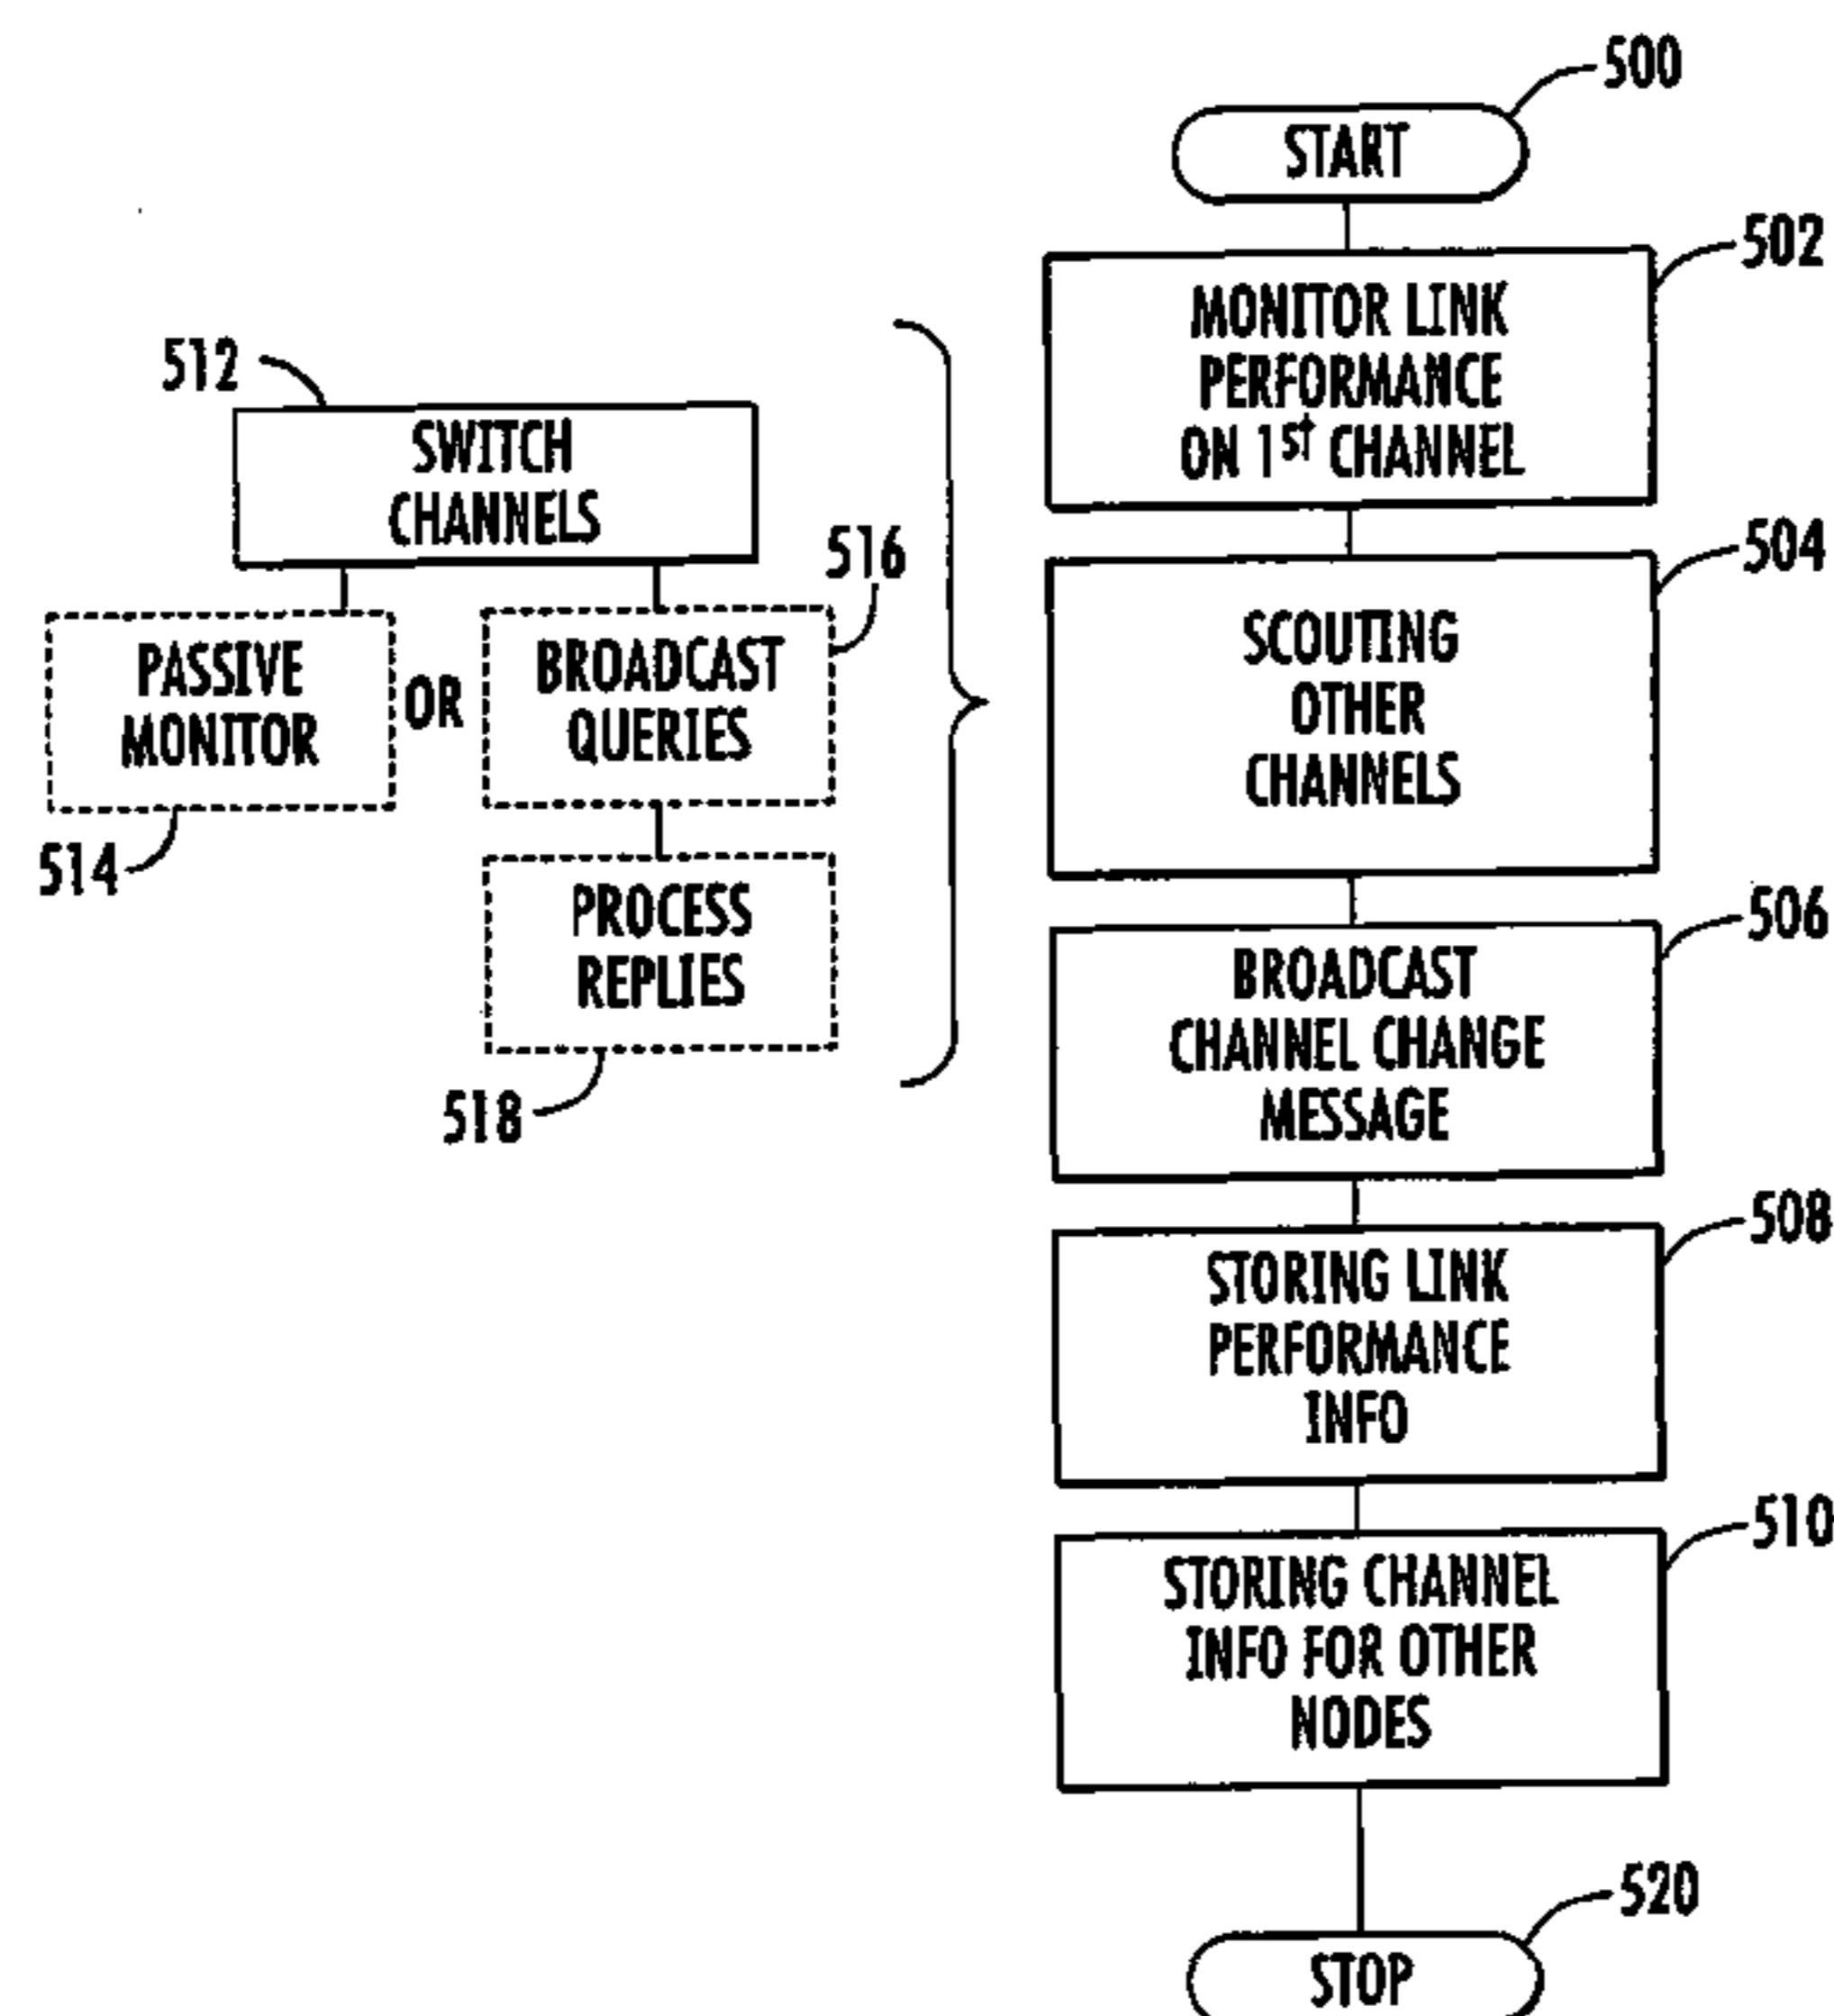 500
START
502
MONITOR LINK
PERFORMANCE
ON 1ST CHANNEL
504
SCOUTING
OTHER
CHANNELS
506
BROADCAST
CHANNEL CHANGE
MESSAGE
508
STORING LINK
PERFORMANCE
INFO
510
STORING CHANNEL
INFO FOR OTHER
NODES
520
STOP
512
SWITCH
CHANNELS
514
PASSIVE
MONITOR
OR
516
BROADCAST
QUERIES
518
PROCESS
REPLIES